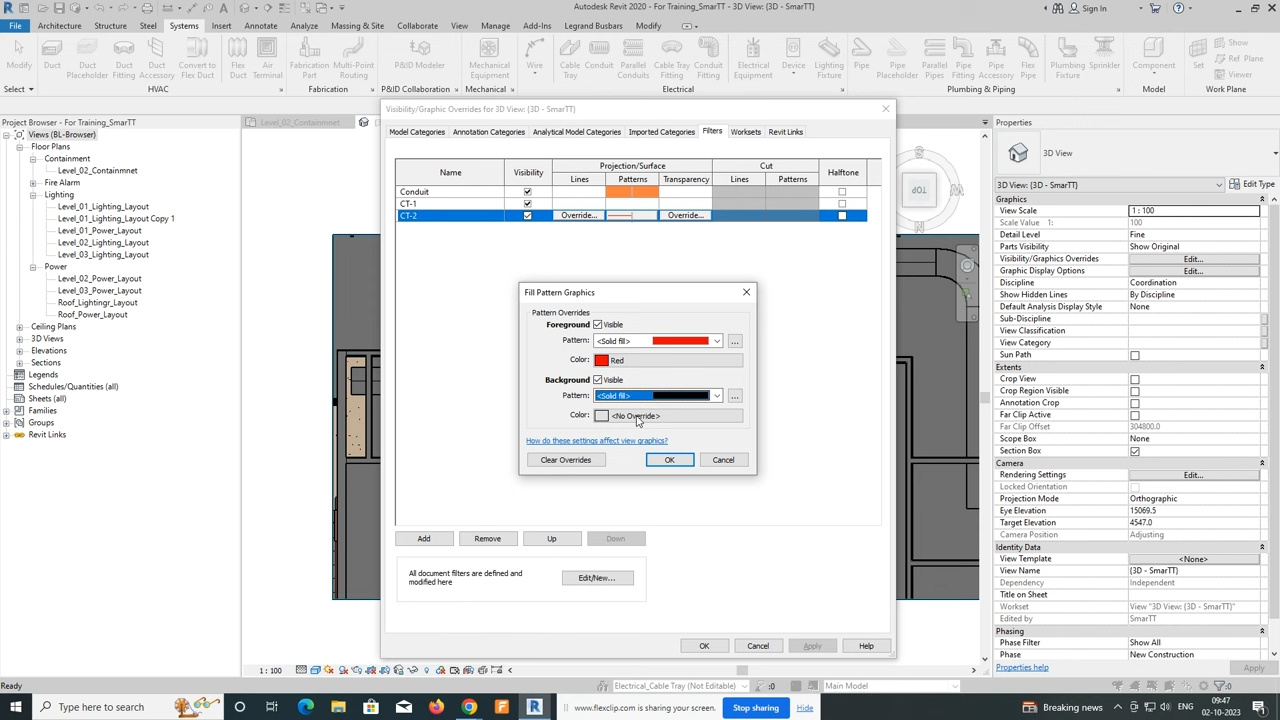 Autodesk Revit 2020 - For Training_SmarTT - 3D View: {3D - SmarTT}
Sign In
File Architecture Structure Steel Systems Insert Annotate Analyze Massing & Site Collaborate View Manage Add-Ins Legrand Busbars Modify
Modify
Duct
Duct Placeholder
Duct Fitting
Duct Accessory
Convert to Flex Duct
Flex Duct
Air Terminal
Fabrication Part
Multi-Point Routing
P&ID Modeler
Mechanical Equipment
Wire
Cable Tray
Conduit
Parallel Conduits
Cable Tray Fitting
Conduit Fitting
Electrical Equipment
Device
Lighting Fixture
Pipe
Pipe Placeholder
Parallel Pipes
Pipe Fitting
Pipe Accessory
Flex Pipe
Plumbing Fixture
Sprinkler
Component
Set
Show
Ref Plane
Viewer
Select HVAC Fabrication P&ID Collaboration Mechanical Electrical Plumbing & Piping Model Work Plane
Project Browser - For Training_SmarTT
Views (BL-Browser)
Floor Plans
Containment
Level_02_Containmnet
Fire Alarm
Lighting
Level_01_Lighting_Layout
Level_01_Lighting_Layout Copy 1
Level_01_Power_Layout
Level_02_Lighting_Layout
Level_03_Lighting_Layout
Power
Level_02_Power_Layout
Level_03_Power_Layout
Roof_Lightingr_Layout
Roof_Power_Layout
Ceiling Plans
3D Views
Elevations
Sections
Legends
Schedules/Quantities (all)
Sheets (all)
Families
Groups
Revit Links
Level_02_Containmnet
Visibility/Graphic Overrides for 3D View: {3D - SmarTT}
Model Categories Annotation Categories Analytical Model Categories Imported Categories Filters Worksets Revit Links
Name Visibility Projection/Surface Cut Halftone
Lines Patterns Transparency Lines Patterns
Conduit
CT-1
CT-2 Override... Override...
Fill Pattern Graphics
Pattern Overrides
Foreground Visible
Pattern: <Solid fill> ...
Color: Red
Background Visible
Pattern: <Solid fill> ...
Color: <No Override>
How do these settings affect view graphics?
Clear Overrides OK Cancel
Add Remove Up Down
All document filters are defined and
modified here
Edit/New...
OK Cancel Apply Help
TOP
Properties
3D View
3D View: {3D - SmarTT} Edit Type
Graphics
View Scale 1 : 100
Scale Value 1: 100
Detail Level Fine
Parts Visibility Show Original
Visibility/Graphics Overrides Edit...
Graphic Display Options Edit...
Discipline Coordination
Show Hidden Lines By Discipline
Default Analysis Display Style None
Sub-Discipline
View Classification
View Category
Sun Path
Extents
Crop View
Crop Region Visible
Annotation Crop
Far Clip Active
Far Clip Offset 304800.0
Scope Box None
Section Box
Camera
Rendering Settings Edit...
Locked Orientation
Projection Mode Orthographic
Eye Elevation 15069.5
Target Elevation 4547.0
Camera Position Adjusting
Identity Data
View Template <None>
View Name {3D - SmarTT}
Dependency Independent
Title on Sheet
Workset View "3D View: {3D - SmarTT}"
Edited by SmarTT
Phasing
Phase Filter Show All
Phase New Construction
Properties help Apply
1 : 100
Ready
Electrical_Cable Tray (Not Editable) :0 Main Model :0
Type here to search
www.flexclip.com is sharing your screen. Stop sharing Hide
Breaking news
ENG
09:47
02-10-2023